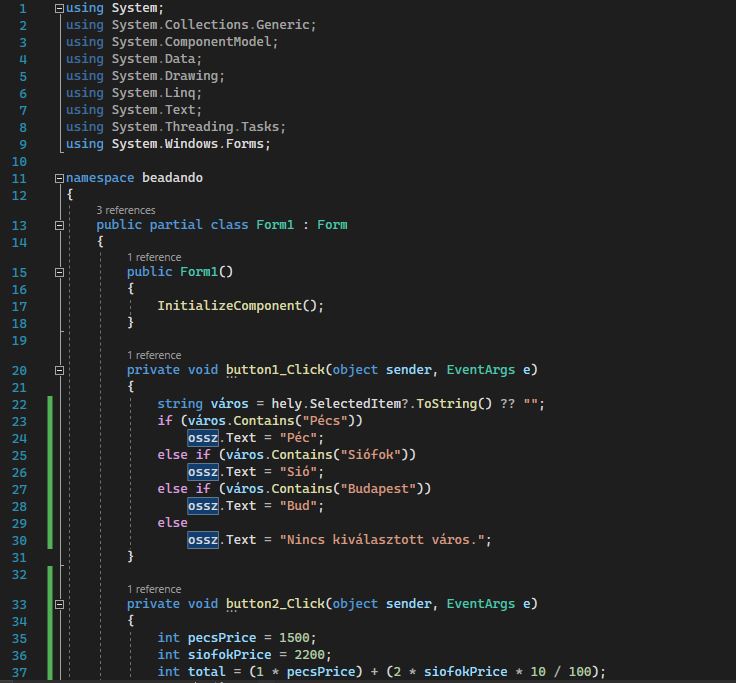 1 using System;
2 using System.Collections.Generic;
3 using System.ComponentModel;
4 using System.Data;
5 using System.Drawing;
6 using System.Linq;
7 using System.Text;
8 using System.Threading.Tasks;
9 using System.Windows.Forms;
10
11 namespace beadando
12 {
3 references
13 public partial class Form1 : Form
14 {
1 reference
15 public Form1()
16 {
17 InitializeComponent();
18 }
19
1 reference
20 private void button1_Click(object sender, EventArgs e)
21 {
22 string város = hely.SelectedItem?.ToString() ?? "";
23 if (város.Contains("Pécs"))
24 ossz.Text = "Péc";
25 else if (város.Contains("Siófok"))
26 ossz.Text = "Sió";
27 else if (város.Contains("Budapest"))
28 ossz.Text = "Bud";
29 else
30 ossz.Text = "Nincs kiválasztott város.";
31 }
32
1 reference
33 private void button2_Click(object sender, EventArgs e)
34 {
35 int pecsPrice = 1500;
36 int siofokPrice = 2200;
37 int total = (1 * pecsPrice) + (2 * siofokPrice * 10 / 100);